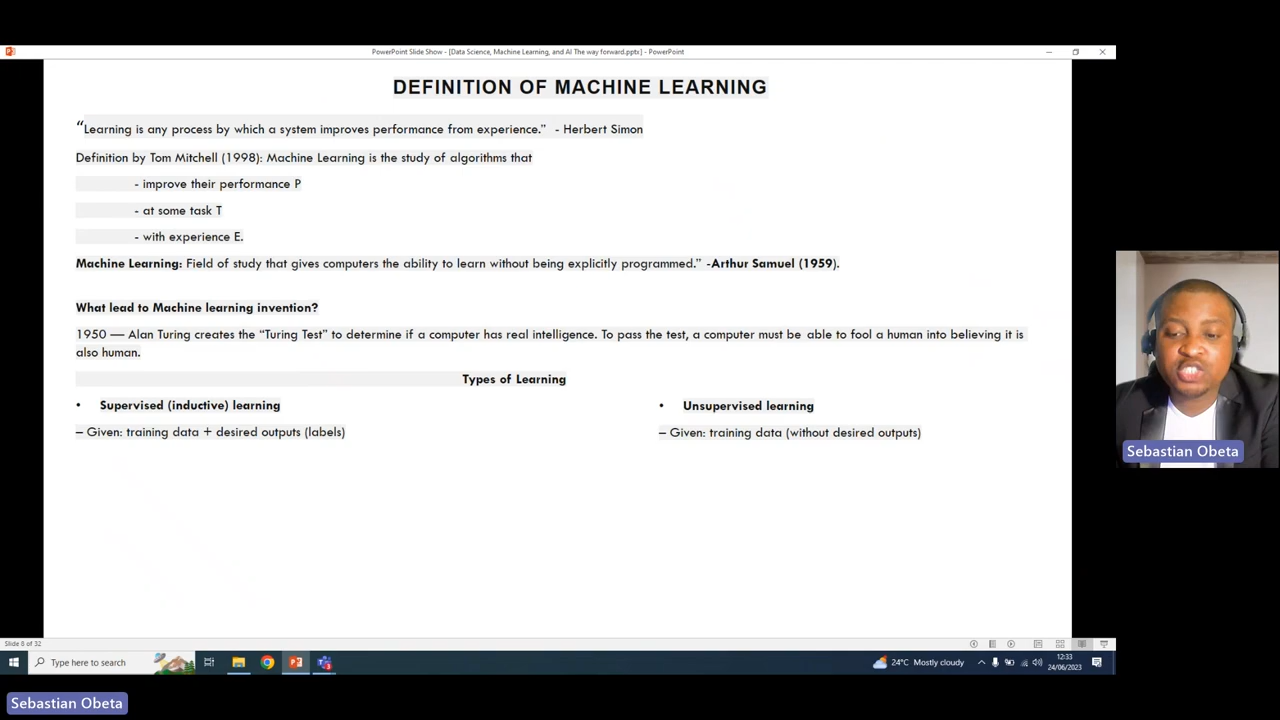 PowerPoint Slide Show - [Data Science, Machine Learning, and AI The way forward.pptx] - PowerPoint
DEFINITION OF MACHINE LEARNING
“Learning is any process by which a system improves performance from experience.” - Herbert Simon
Definition by Tom Mitchell (1998): Machine Learning is the study of algorithms that
- improve their performance P
- at some task T
- with experience E.
Machine Learning: Field of study that gives computers the ability to learn without being explicitly programmed.” -Arthur Samuel (1959).
What lead to Machine learning invention?
1950 — Alan Turing creates the “Turing Test” to determine if a computer has real intelligence. To pass the test, a computer must be able to fool a human into believing it is
also human.
Types of Learning
• Supervised (inductive) learning
– Given: training data + desired outputs (labels)
• Unsupervised learning
– Given: training data (without desired outputs)
Sebastian Obeta
Slide 8 of 32
Type here to search
24°C Mostly cloudy
12:33
24/06/2023
Sebastian Obeta